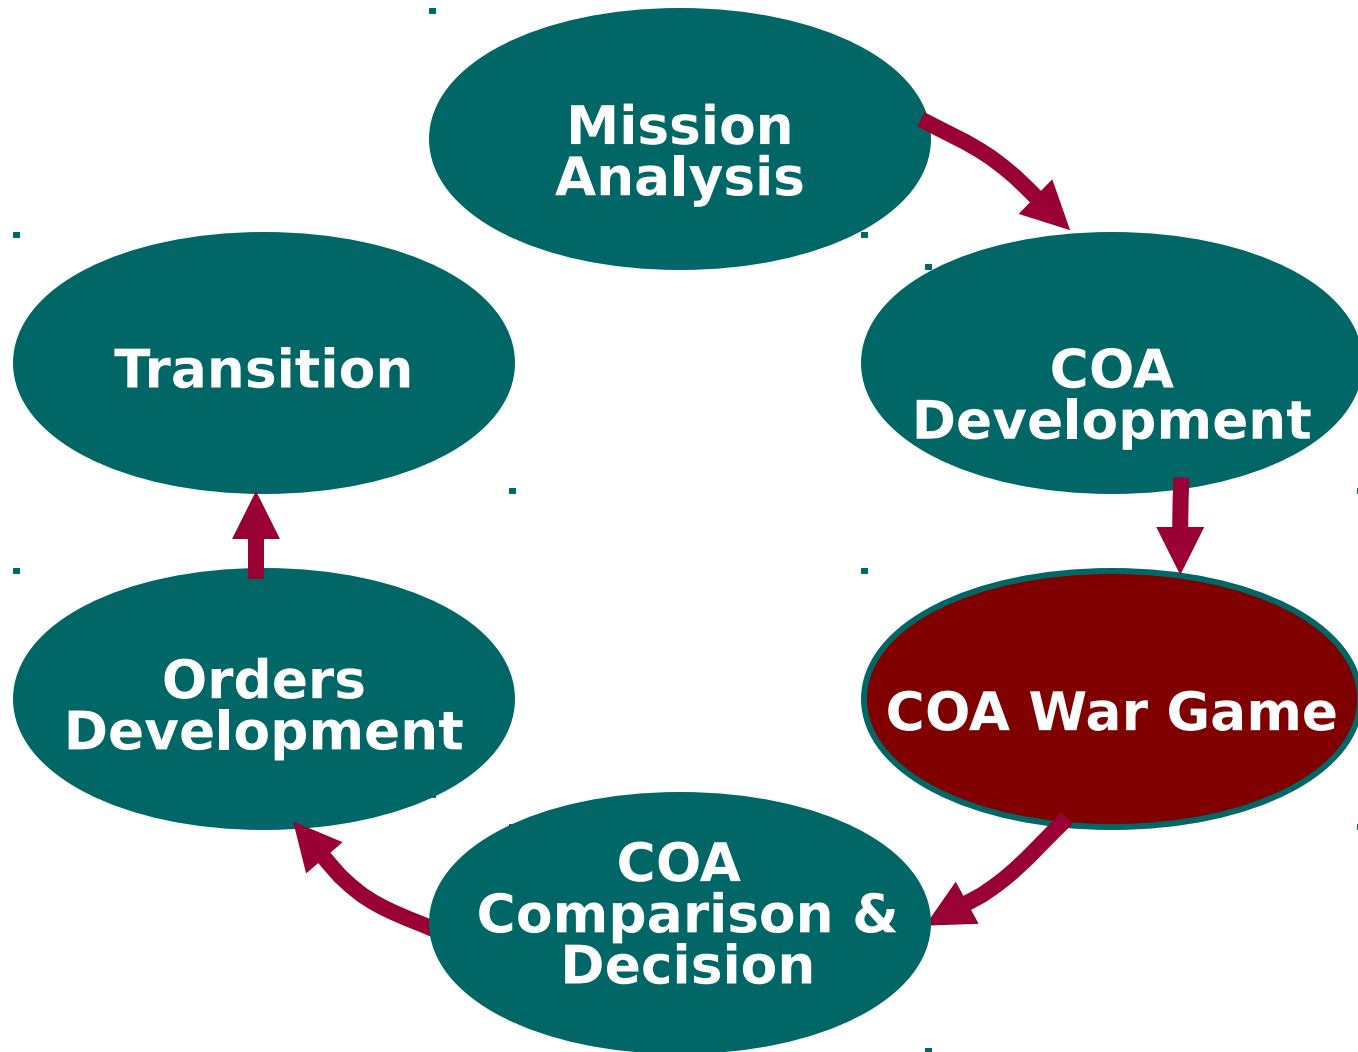 Mission
Analysis
COA
Development
COA War Game
COA
Comparison &
Decision
Orders
Development
Transition